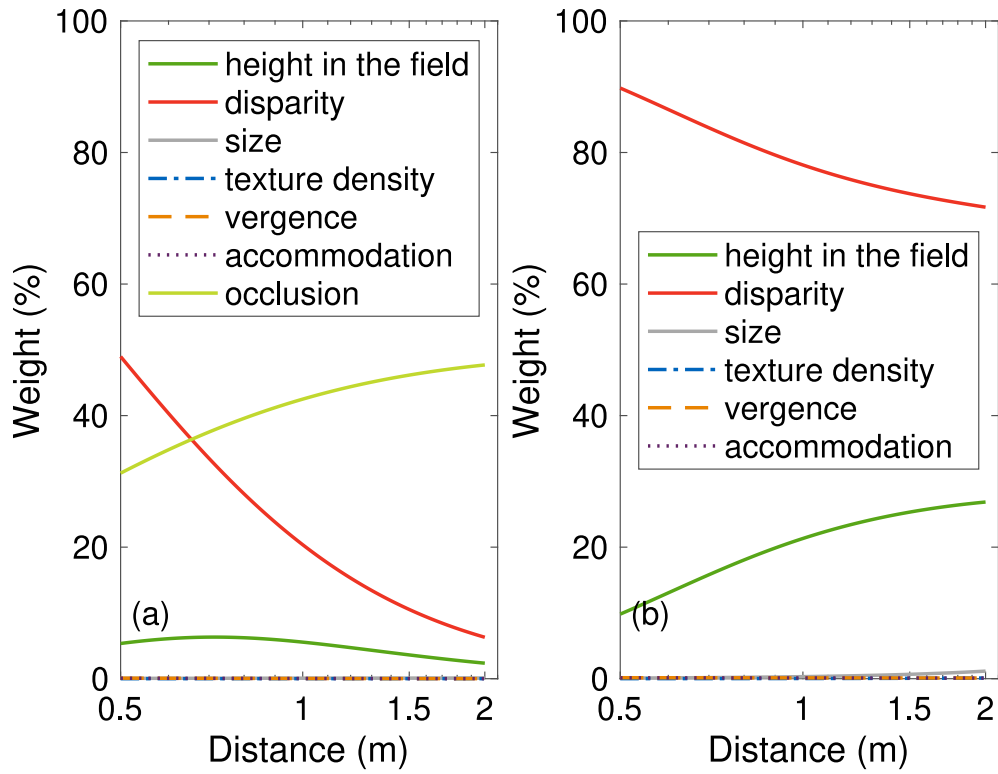 100
80
60
40
20
0
Weight (%)
height in the field
disparity
size
texture density
vergence
accommodation
occlusion
(a)
0.5
1
1.5
2
Distance (m)
100
80
60
40
20
0
Weight (%)
height in the field
disparity
size
texture density
vergence
accommodation
(b)
0.5
1
1.5
2
Distance (m)